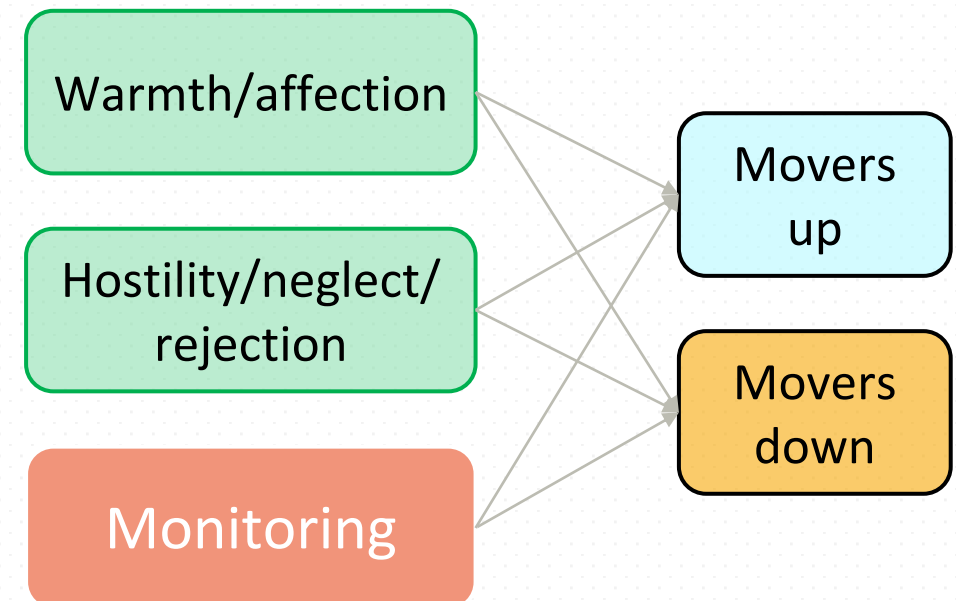 Warmth/affection
Hostility/neglect/
rejection
Monitoring
Movers
up
Movers
down